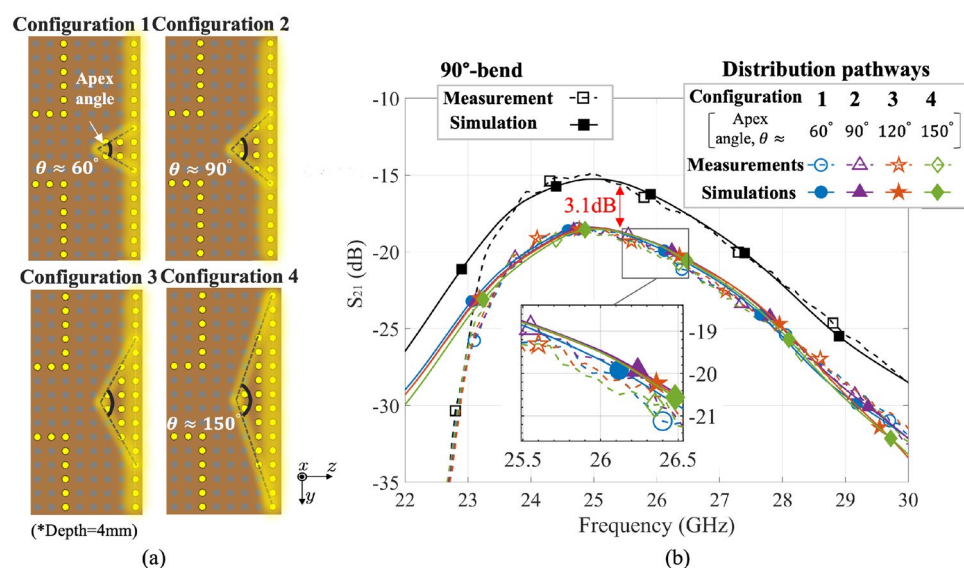 (a)
Configuration 1 Configuration 2
Apex
angle
θ ≈ 60°
θ ≈ 90°
Configuration 3 Configuration 4
θ ≈ 150°
x
z
y
(*Depth=4mm)
(a)
(b)
90°-bend
Measurement
Simulation
Distribution pathways
Configuration 1 2 3 4
Apex
angle, θ ≈ 60° 90° 120° 150°
Measurements
Simulations
3.1dB
S21 (dB)
-10
-15
-20
-25
-30
-35
22 23 24 25 26 27 28 29 30
Frequency (GHz)
-19
-20
-21
25.5 26 26.5
(b)